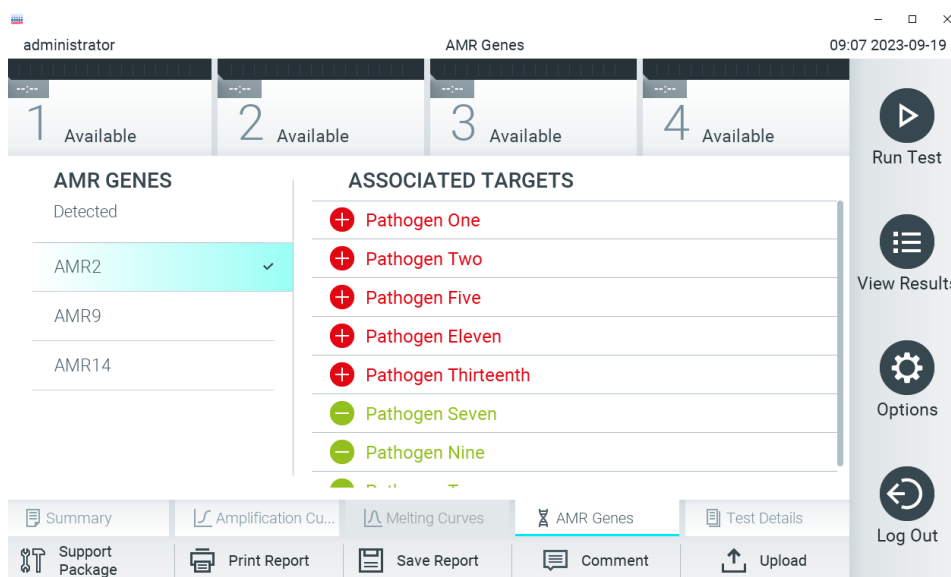 administrator
AMR Genes
09:07 2023-09-19
--:--
1 Available
--:--
2 Available
--:--
3 Available
--:--
4 Available
Run Test
View Results
Options
Log Out
AMR GENES
Detected
AMR2
AMR9
AMR14
ASSOCIATED TARGETS
Pathogen One
Pathogen Two
Pathogen Five
Pathogen Eleven
Pathogen Thirteenth
Pathogen Seven
Pathogen Nine
Summary
Amplification Cu...
Melting Curves
AMR Genes
Test Details
Support
Package
Print Report
Save Report
Comment
Upload